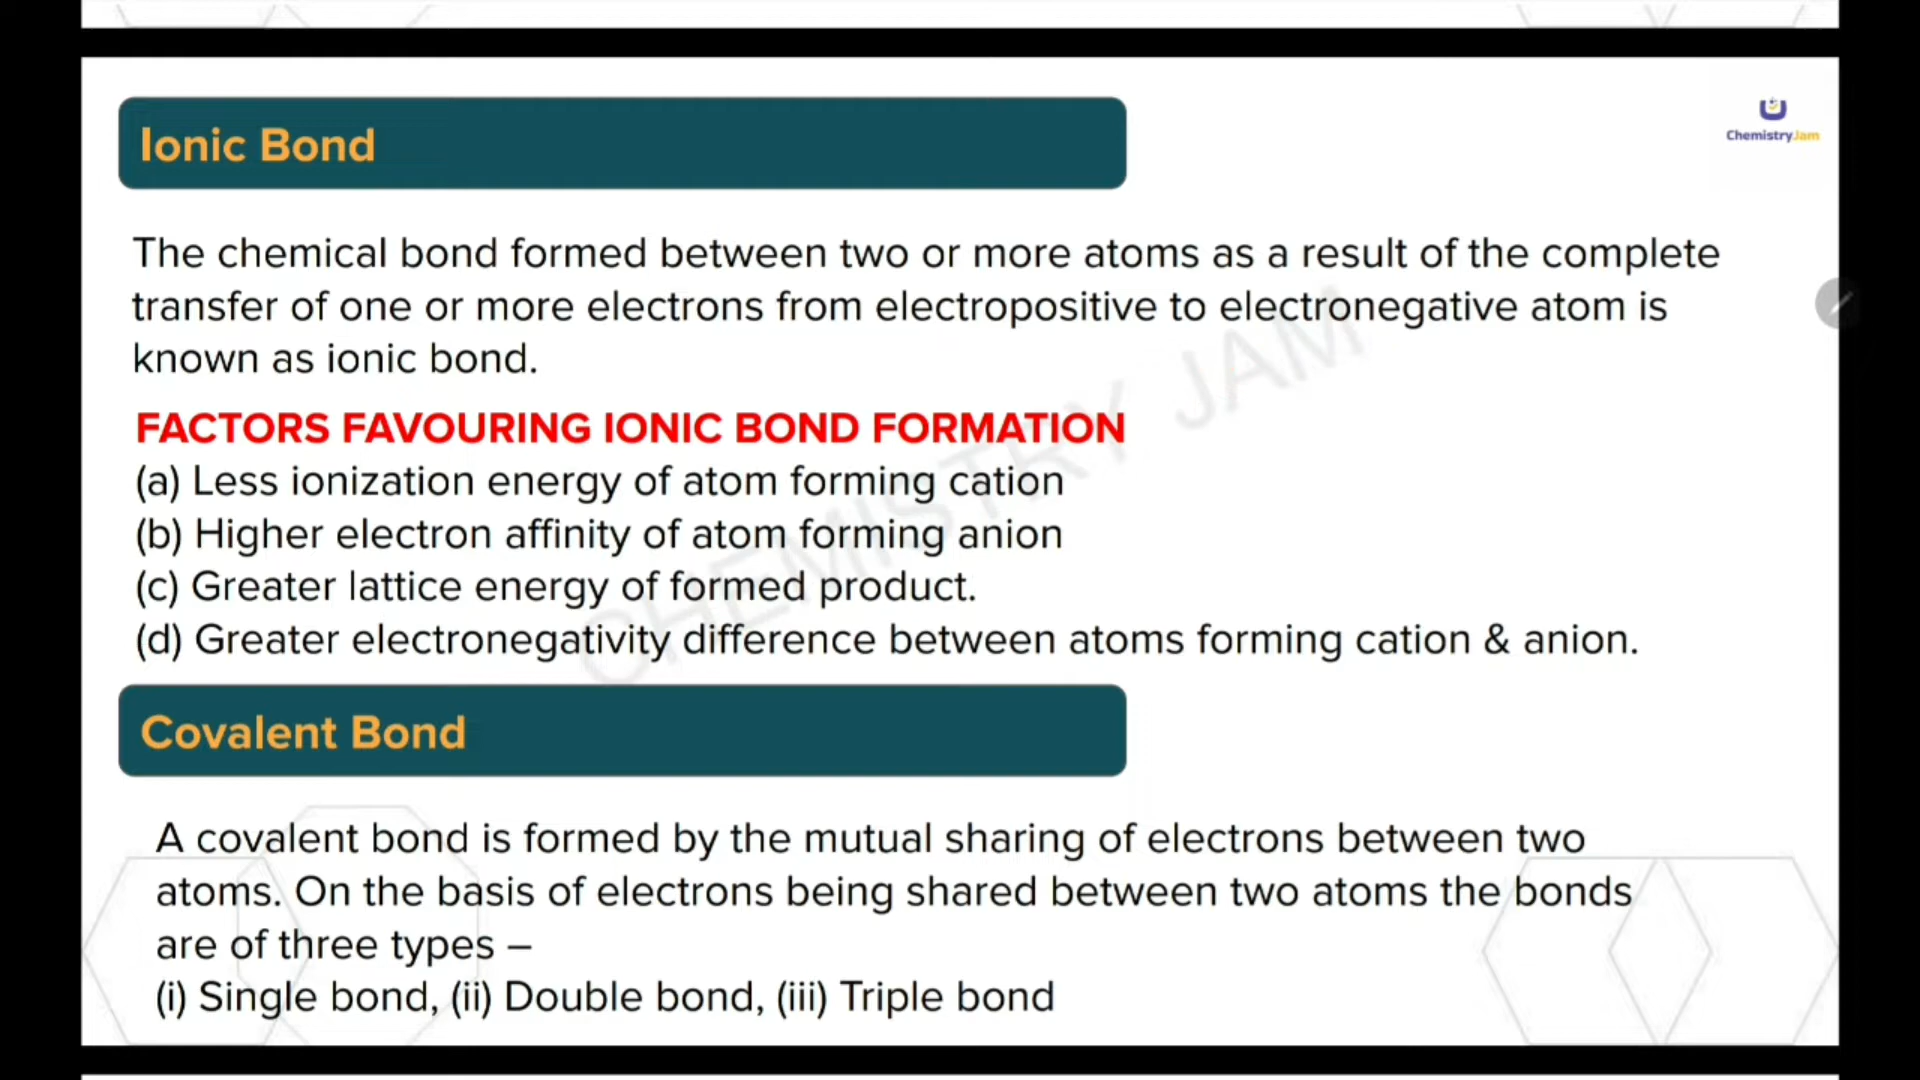 Ionic Bond
ChemistryJam
The chemical bond formed between two or more atoms as a result of the complete
transfer of one or more electrons from electropositive to electronegative atom is
known as ionic bond.
FACTORS FAVOURING IONIC BOND FORMATION
(a) Less ionization energy of atom forming cation
(b) Higher electron affinity of atom forming anion
(c) Greater lattice energy of formed product.
(d) Greater electronegativity difference between atoms forming cation & anion.
CHEMISTRY JAM
Covalent Bond
A covalent bond is formed by the mutual sharing of electrons between two
atoms. On the basis of electrons being shared between two atoms the bonds
are of three types –
(i) Single bond, (ii) Double bond, (iii) Triple bond